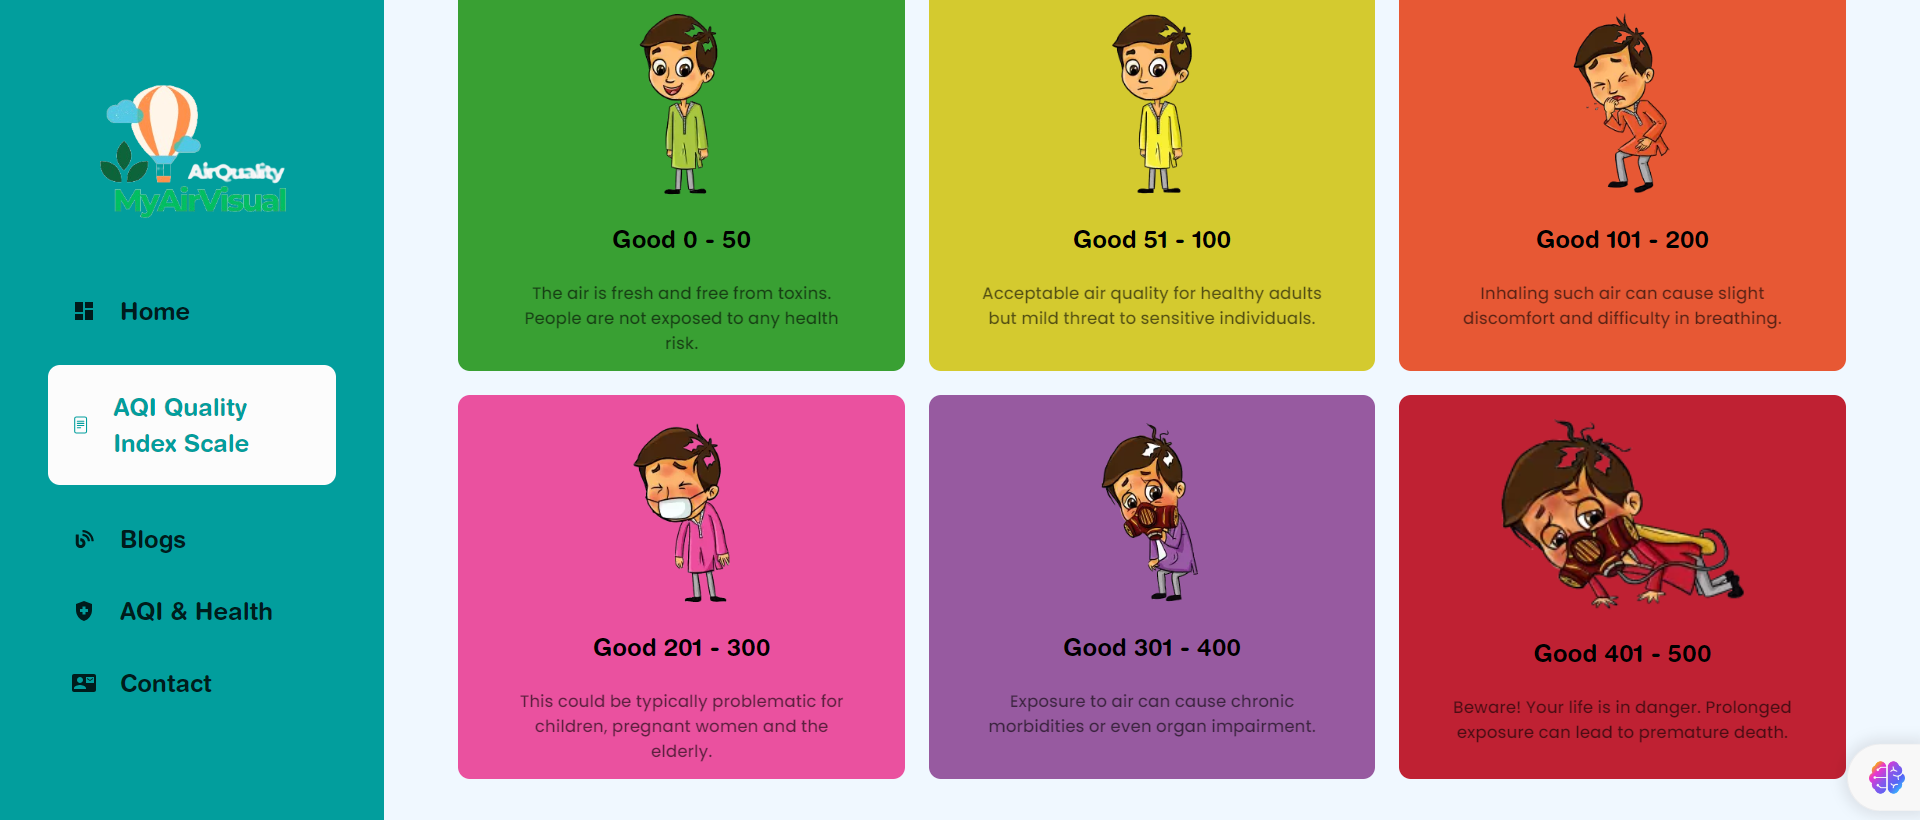 AirQuality
MyAirVisual
Home
AQI Quality
Index Scale
Blogs
AQI & Health
Contact
Good 0 - 50
The air is fresh and free from toxins.
People are not exposed to any health
risk.
Good 51 - 100
Acceptable air quality for healthy adults
but mild threat to sensitive individuals.
Good 101 - 200
Inhaling such air can cause slight
discomfort and difficulty in breathing.
Good 201 - 300
This could be typically problematic for
children, pregnant women and the
elderly.
Good 301 - 400
Exposure to air can cause chronic
morbidities or even organ impairment.
Good 401 - 500
Beware! Your life is in danger. Prolonged
exposure can lead to premature death.